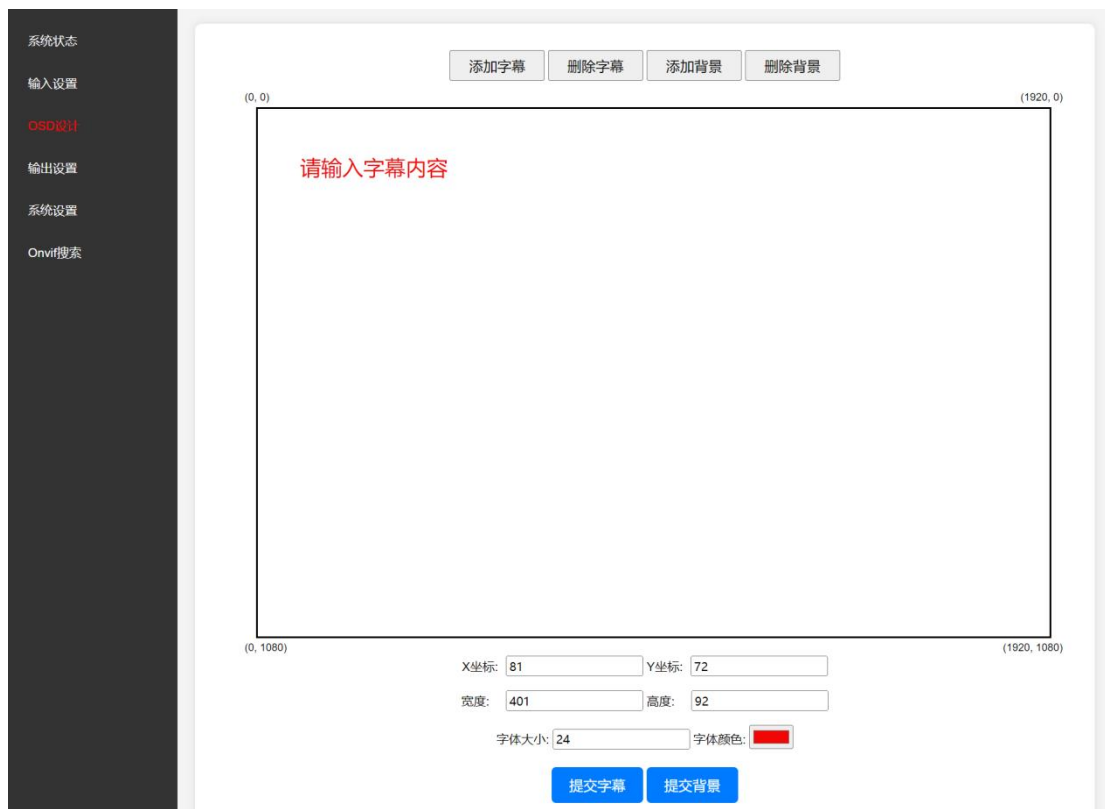 系统状态
输入设置
OSD设计
输出设置
系统设置
Onvif搜索
添加字幕 删除字幕 添加背景 删除背景
(0, 0) (1920, 0)
请输入字幕内容
(0, 1080) (1920, 1080)
X坐标: 81 Y坐标: 72
宽度: 401 高度: 92
字体大小: 24 字体颜色:
提交字幕 提交背景